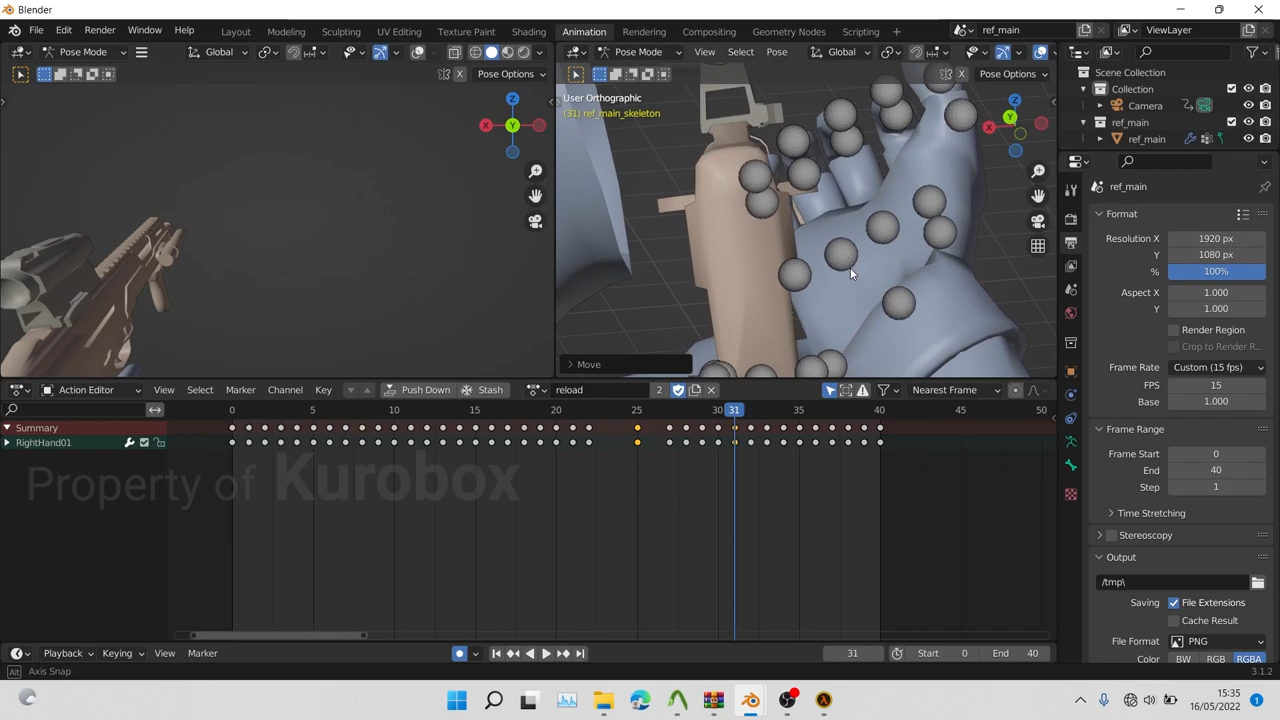 Blender
File Edit Render Window Help Layout Modeling Sculpting UV Editing Texture Paint Shading Animation Rendering Compositing Geometry Nodes Scripting ref_main ViewLayer
Pose Mode Global Pose Mode View Select Pose Global
Pose Options X Pose Options X
User Orthographic
(31) ref_main_skeleton
Z
X Y
Z
Y
X
Scene Collection
Collection
Camera
ref_main
ref_main
ref_main
Format
Resolution X 1920 px
Y 1080 px
% 100%
Aspect X 1.000
Y 1.000
Render Region
Crop to Render R...
Frame Rate Custom (15 fps)
FPS 15
Base 1.000
Frame Range
Frame Start 0
End 40
Step 1
Time Stretching
Stereoscopy
Output
/tmp\
Saving File Extensions
Cache Result
File Format PNG
Color BW RGB RGBA
Move
Action Editor View Select Marker Channel Key Push Down Stash reload 2 Nearest Frame
0 5 10 15 20 25 30 31 35 40 45 50
Summary
RightHand01
Property of Kurobox
Playback Keying View Marker 31 Start 0 End 40
Alt Axis Snap 3.1.2
15:35
16/05/2022 1